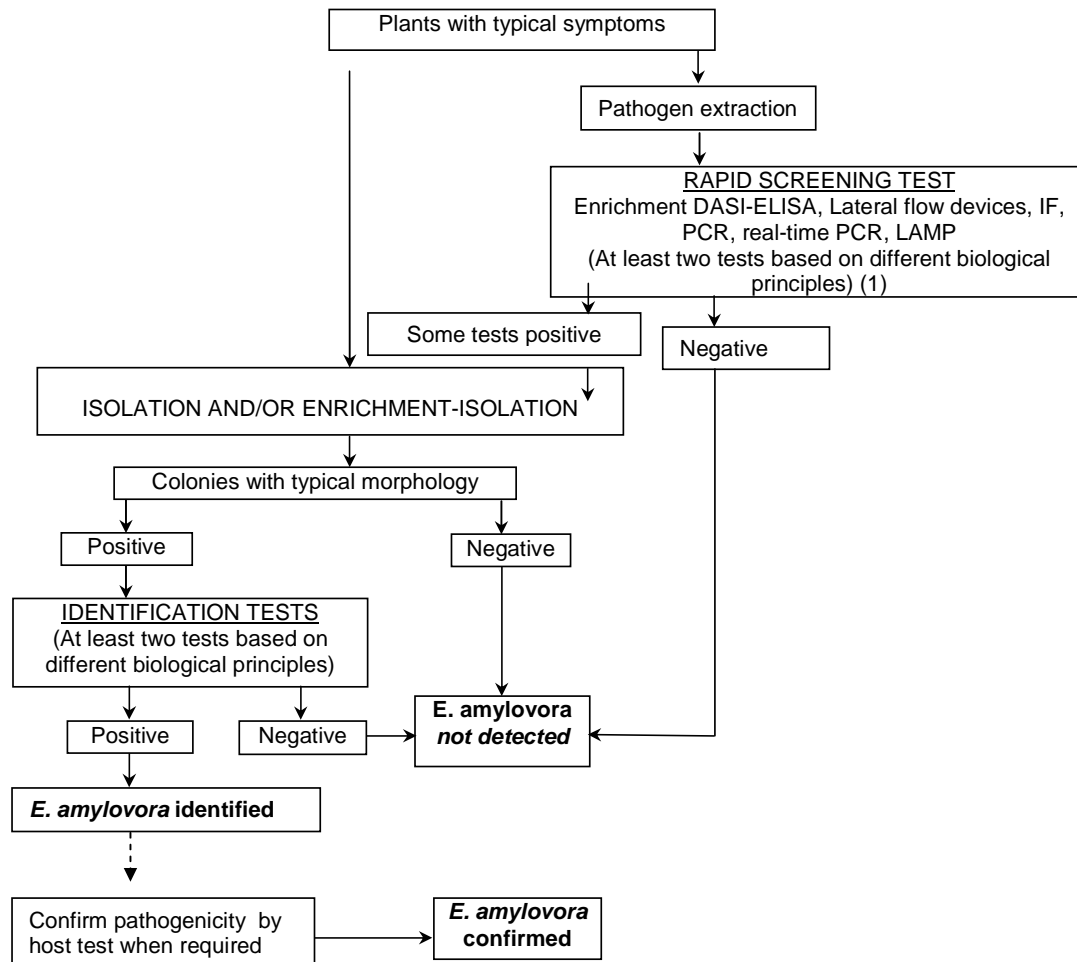 Plants with typical symptoms
Pathogen extraction
RAPID SCREENING TEST
Enrichment DASI-ELISA, Lateral flow devices, IF,
PCR, real-time PCR, LAMP
(At least two tests based on different biological
principles) (1)
Some tests positive
Negative
ISOLATION AND/OR ENRICHMENT-ISOLATION
Colonies with typical morphology
Positive
Negative
IDENTIFICATION TESTS
(At least two tests based on
different biological principles)
Positive
Negative
E. amylovora
not detected
E. amylovora identified
Confirm pathogenicity by
host test when required
E. amylovora
confirmed